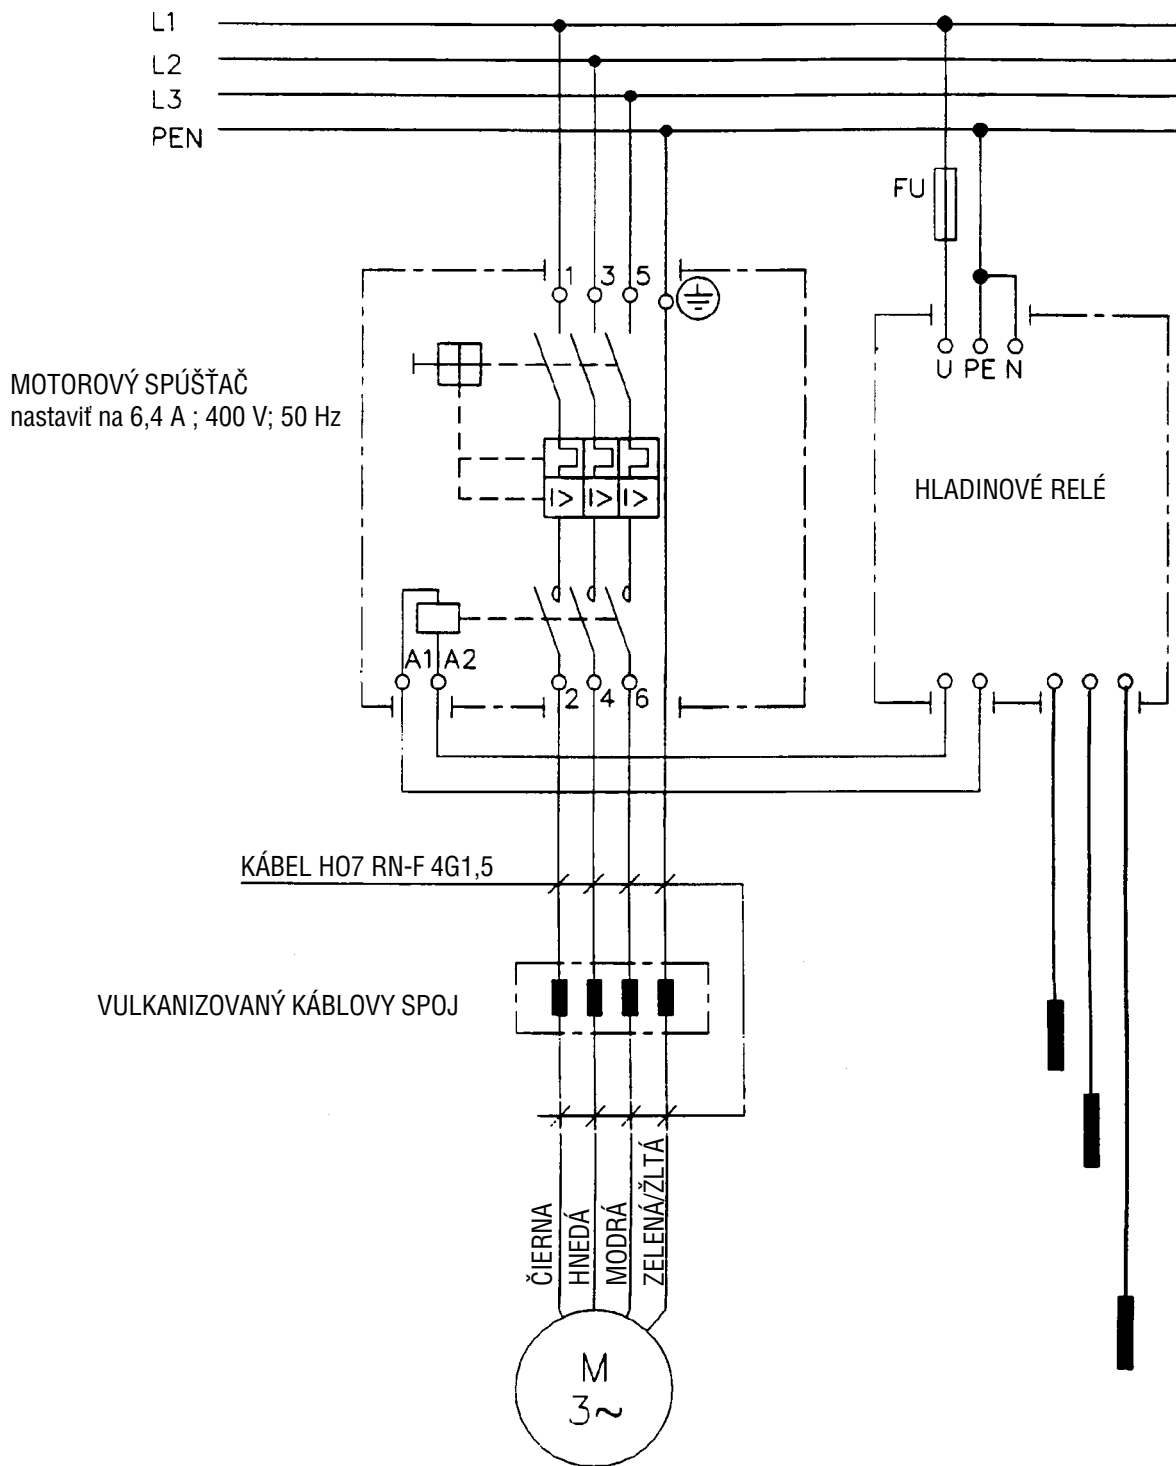 L1
L2
L3
PEN
FU
1 3 5
U PE N
MOTOROVÝ SPÚŠŤAČ
nastaviť na 6,4 A ; 400 V; 50 Hz
I> I> I>
HLADINOVÉ RELÉ
A1 A2
2 4 6
KÁBEL HO7 RN-F 4G1,5
VULKANIZOVANÝ KÁBLOVY SPOJ
ČIERNA
HNEDÁ
MODRÁ
ZELENÁ/ŽLTÁ
M
3~